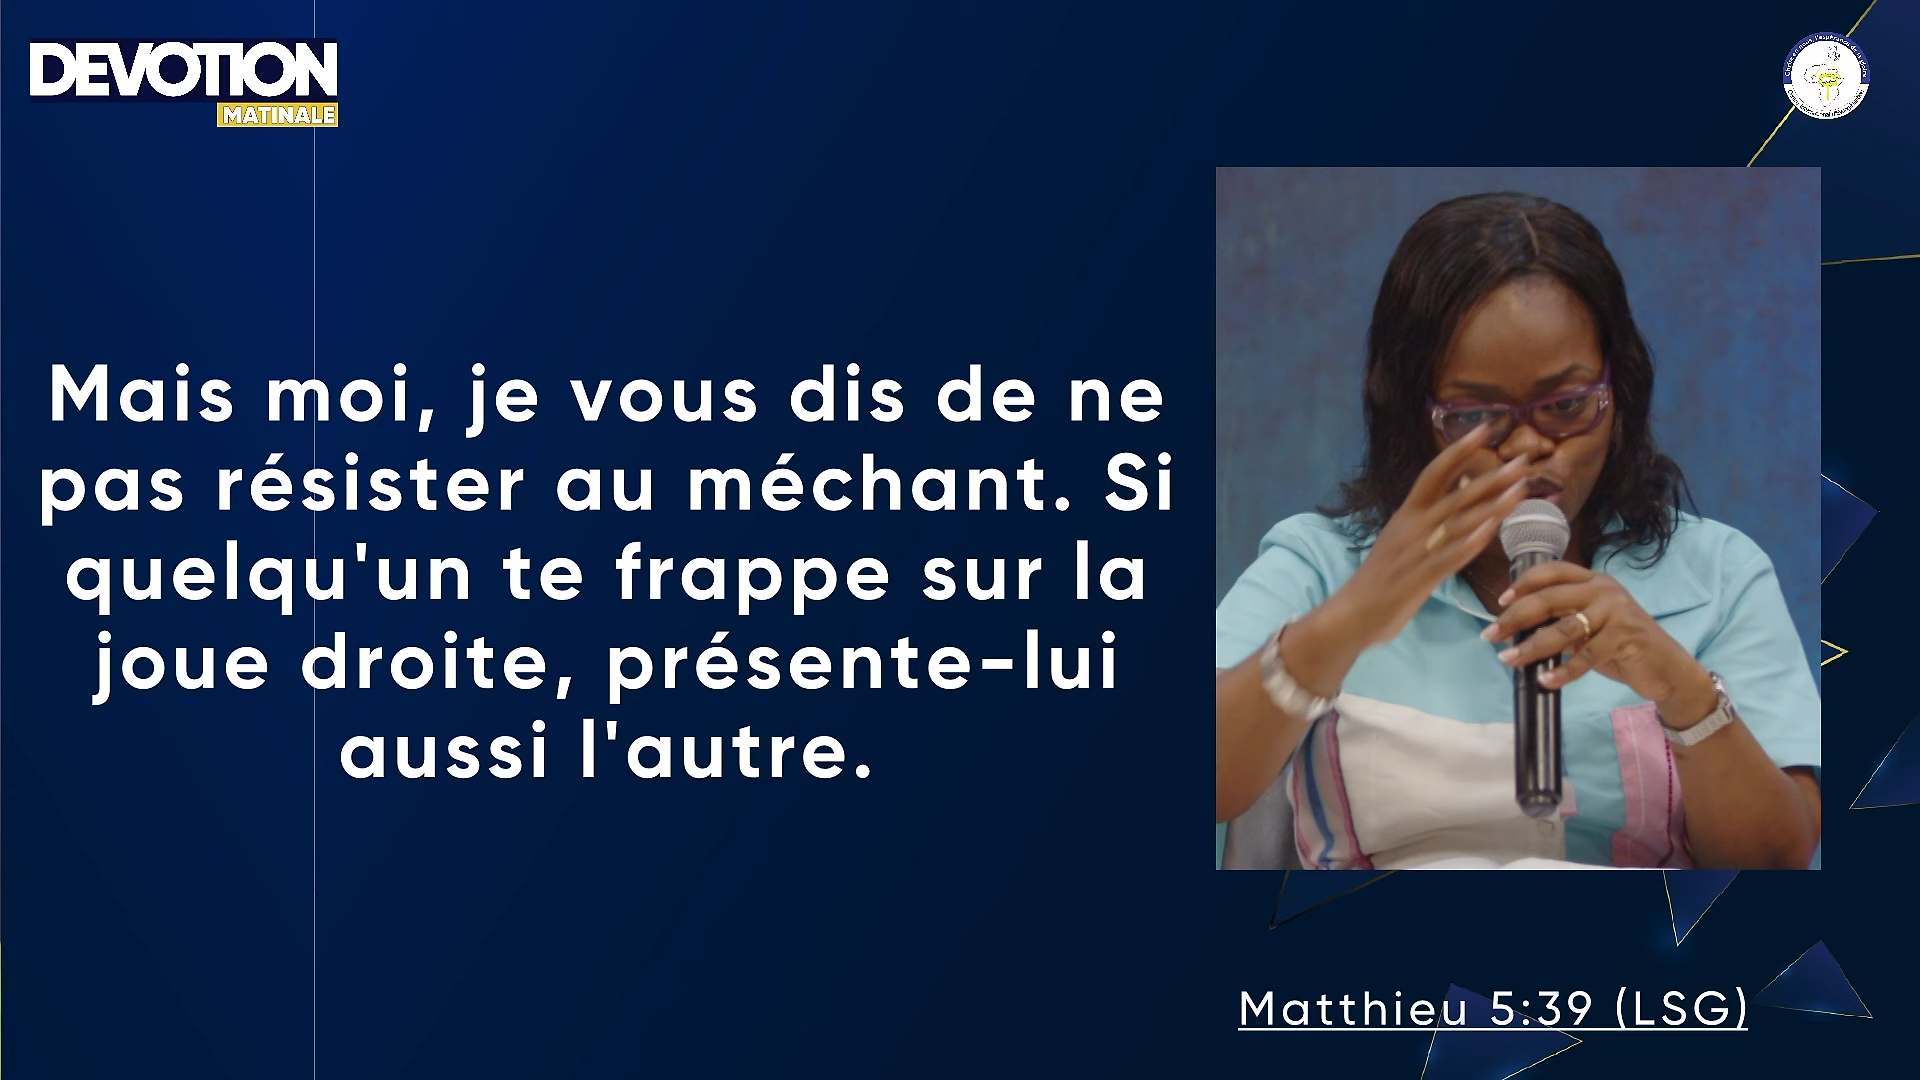 DEVOTION
MATINALE
Mais moi, je vous dis de ne
pas résister au méchant. Si
quelqu'un te frappe sur la
joue droite, présente-lui
aussi l'autre.
Matthieu 5:39 (LSG)